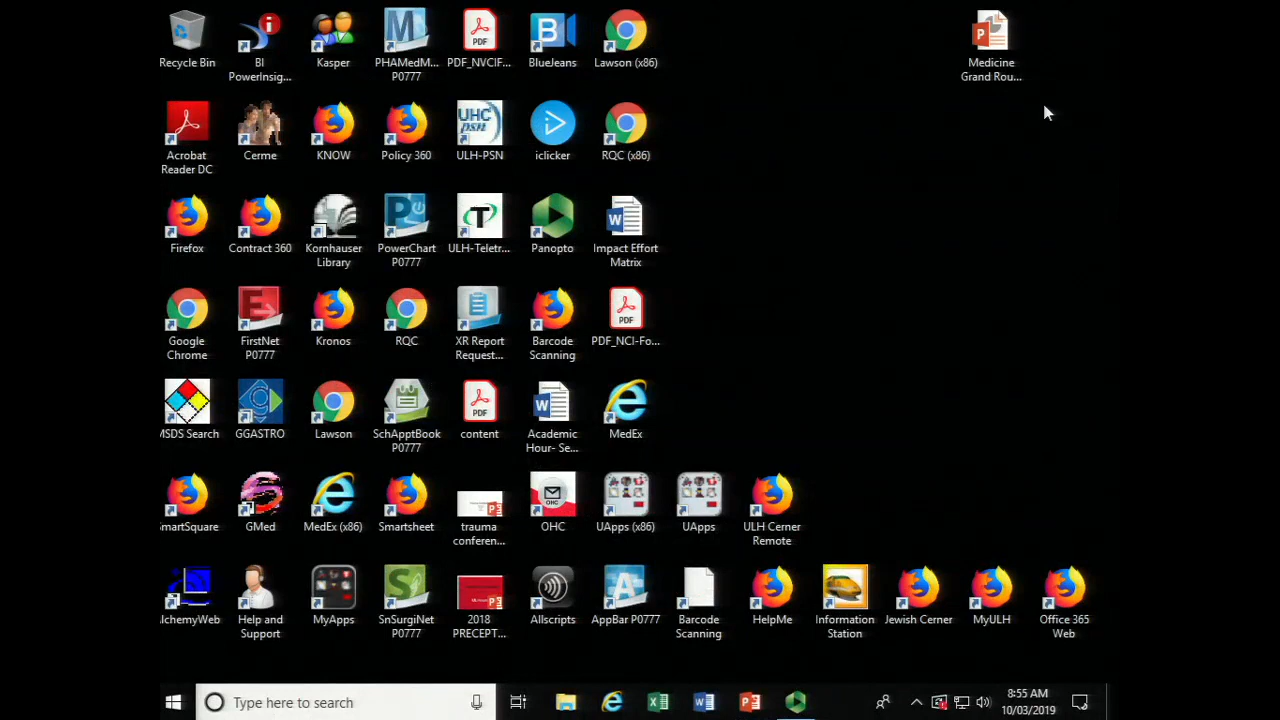 Recycle Bin
BI
PowerInsig...
Kasper
PHAMedM...
P0777
PDF_NVCIF...
BlueJeans
Lawson (x86)
Medicine
Grand Rou...
Acrobat
Reader DC
Cerme
KNOW
Policy 360
UHC
psn
ULH-PSN
iclicker
RQC (x86)
Firefox
Contract 360
Kornhauser
Library
PowerChart
P0777
ULH-Teletr...
Panopto
Impact Effort
Matrix
Google
Chrome
FirstNet
P0777
Kronos
RQC
XR Report
Request...
Barcode
Scanning
PDF_NCI-Fo...
MSDS Search
GGASTRO
Lawson
SchApptBook
P0777
content
Academic
Hour- Se...
MedEx
SmartSquare
GMed
MedEx (x86)
Smartsheet
trauma
conferen...
OHC
OHC
UApps (x86)
UApps
ULH Cerner
Remote
AlchemyWeb
Help and
Support
MyApps
SnSurgiNet
P0777
2018
PRECEPT...
Allscripts
AppBar P0777
Barcode
Scanning
HelpMe
Information
Station
Jewish Cerner
MyULH
Office 365
Web
Type here to search
8:55 AM
10/03/2019